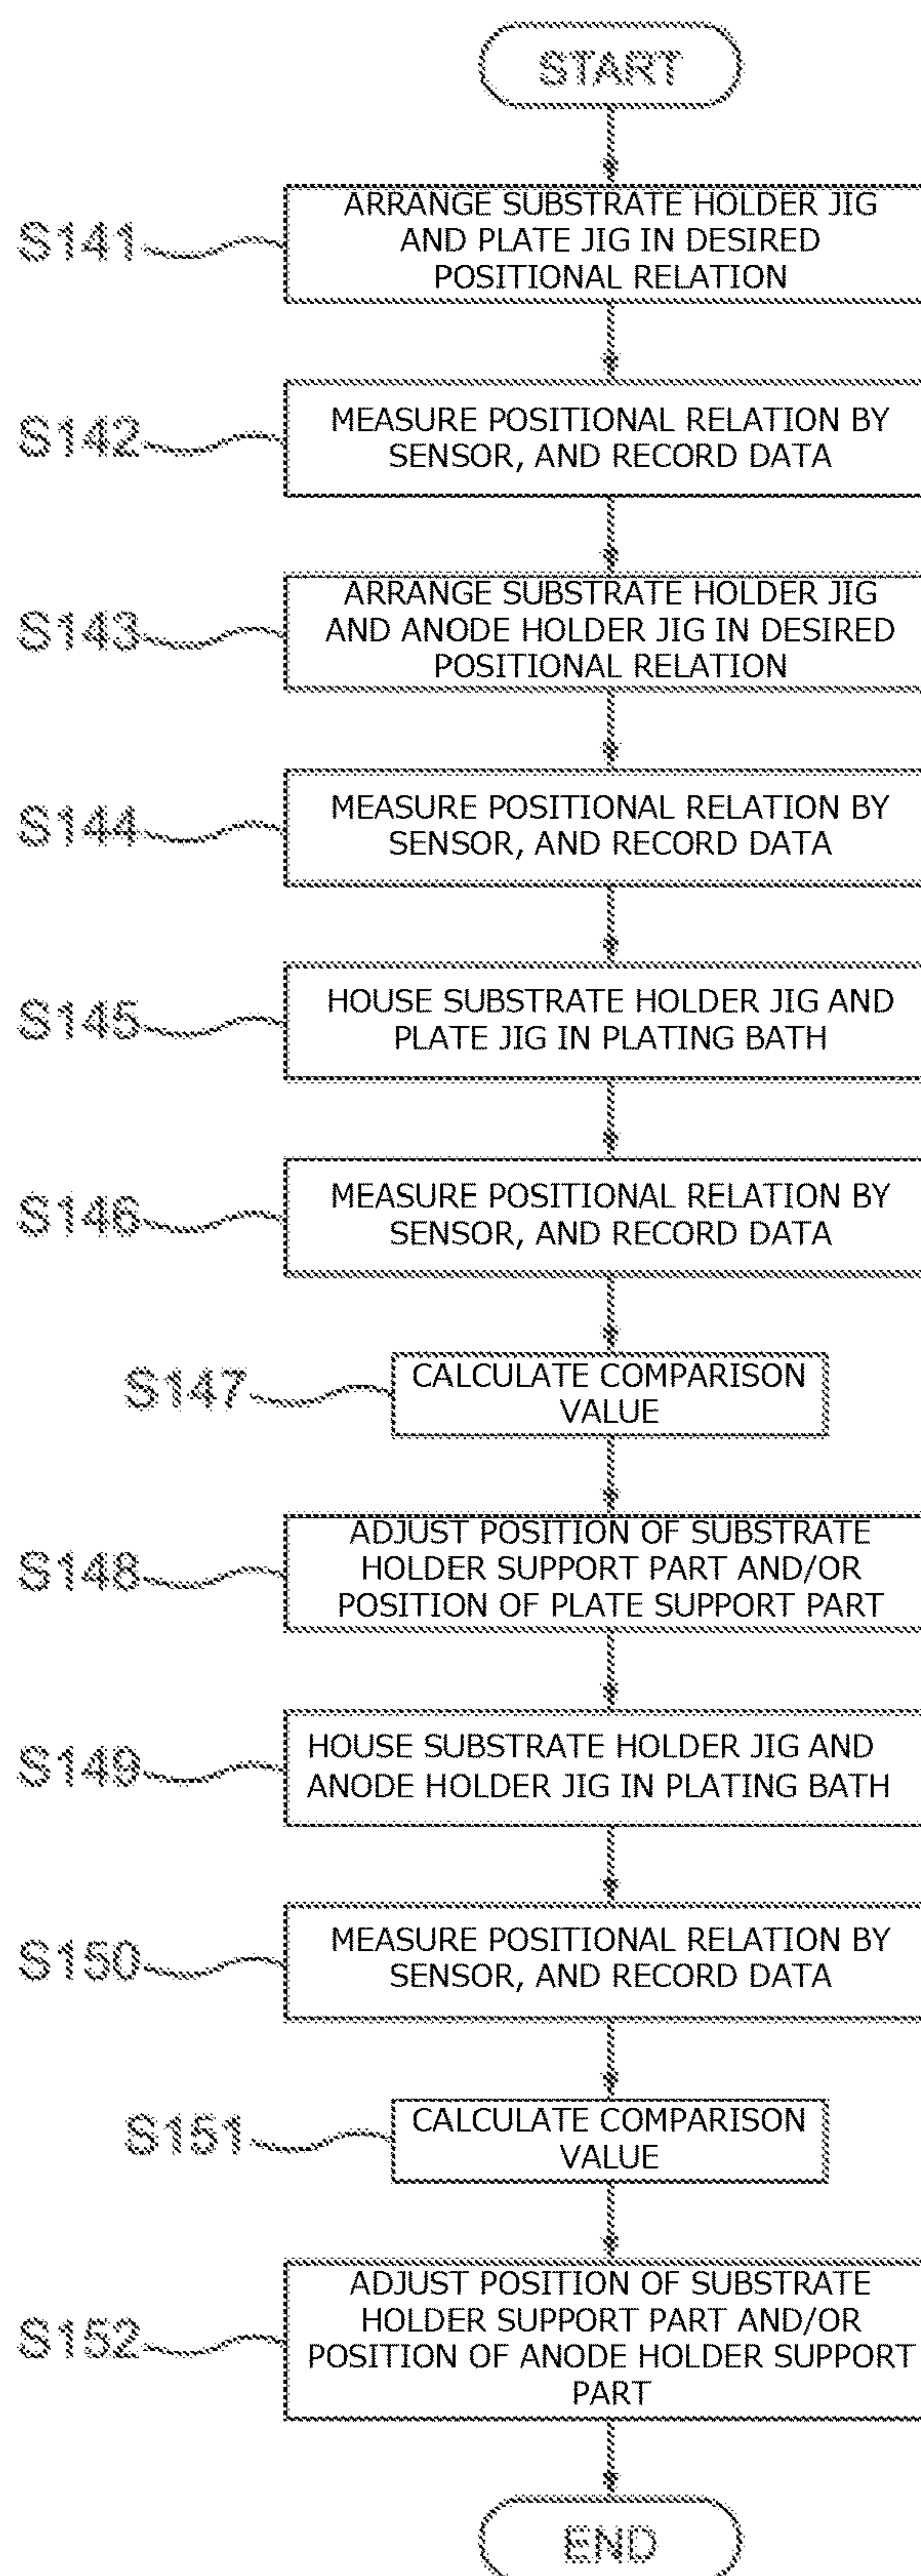 START
S141
ARRANGE SUBSTRATE HOLDER JIG
AND PLATE JIG IN DESIRED
POSITIONAL RELATION
S142
MEASURE POSITIONAL RELATION BY
SENSOR, AND RECORD DATA
S143
ARRANGE SUBSTRATE HOLDER JIG
AND ANODE HOLDER JIG IN DESIRED
POSITIONAL RELATION
S144
MEASURE POSITIONAL RELATION BY
SENSOR, AND RECORD DATA
S145
HOUSE SUBSTRATE HOLDER JIG AND
PLATE JIG IN PLATING BATH
S146
MEASURE POSITIONAL RELATION BY
SENSOR, AND RECORD DATA
S147
CALCULATE COMPARISON
VALUE
S148
ADJUST POSITION OF SUBSTRATE
HOLDER SUPPORT PART AND/OR
POSITION OF PLATE SUPPORT PART
S149
HOUSE SUBSTRATE HOLDER JIG AND
ANODE HOLDER JIG IN PLATING BATH
S150
MEASURE POSITIONAL RELATION BY
SENSOR, AND RECORD DATA
S151
CALCULATE COMPARISON
VALUE
S152
ADJUST POSITION OF SUBSTRATE
HOLDER SUPPORT PART AND/OR
POSITION OF ANODE HOLDER SUPPORT
PART
END